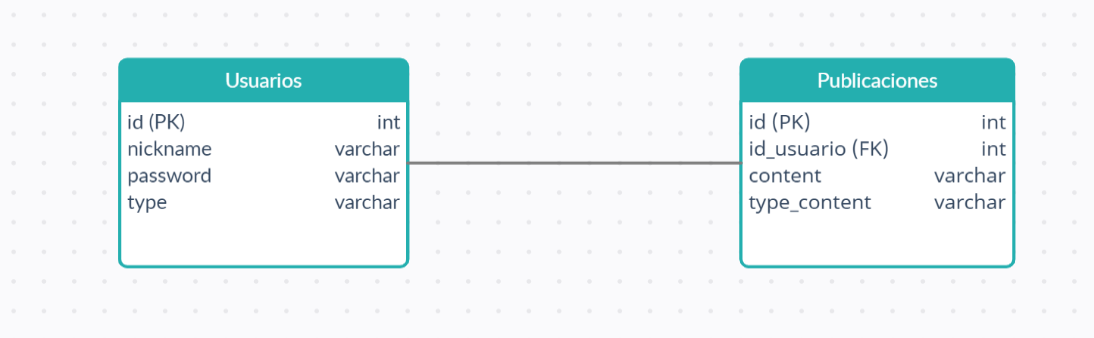 Usuarios
id (PK) int
nickname varchar
password varchar
type varchar
Publicaciones
id (PK) int
id_usuario (FK) int
content varchar
type_content varchar